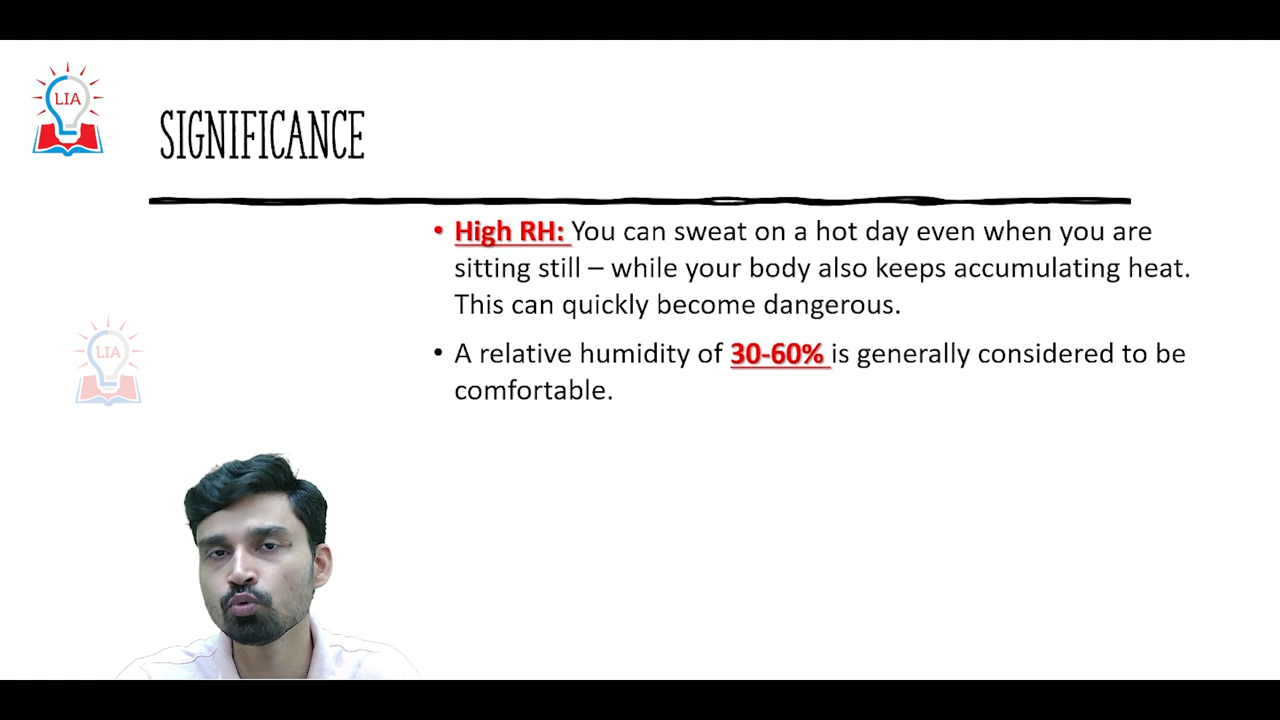 LIA
SIGNIFICANCE
• High RH: You can sweat on a hot day even when you are
sitting still – while your body also keeps accumulating heat.
This can quickly become dangerous.
• A relative humidity of 30-60% is generally considered to be
comfortable.
LIA